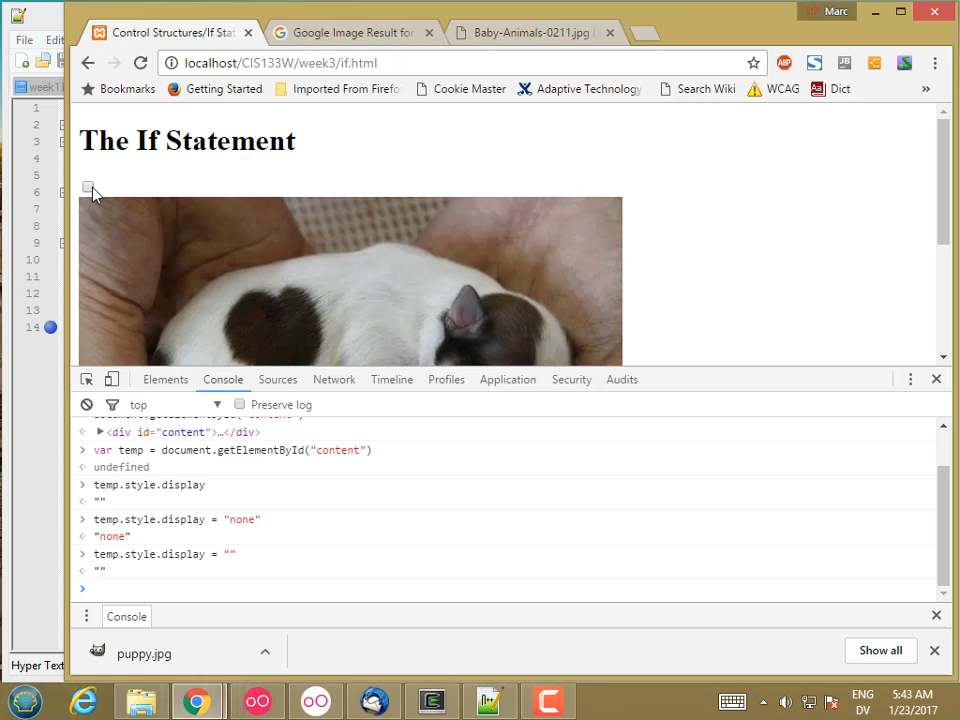 Marc
Control Structures/If Stat
Google Image Result for
Baby-Animals-0211.jpg (
File Edi
localhost/CIS133W/week3/if.html
Bookmarks Getting Started Imported From Firefo Cookie Master Adaptive Technology Search Wiki WCAG Dict »
week1
The If Statement
1
2
3
4
5
6
7
8
9
10
11
12
13
14
Elements Console Sources Network Timeline Profiles Application Security Audits
top Preserve log
document.getElementById("content")
<div id="content">…</div>
var temp = document.getElementById("content")
undefined
temp.style.display
""
temp.style.display = "none"
"none"
temp.style.display = ""
""
Console
puppy.jpg
Show all
Hyper Text
ENG
DV
5:43 AM
1/23/2017